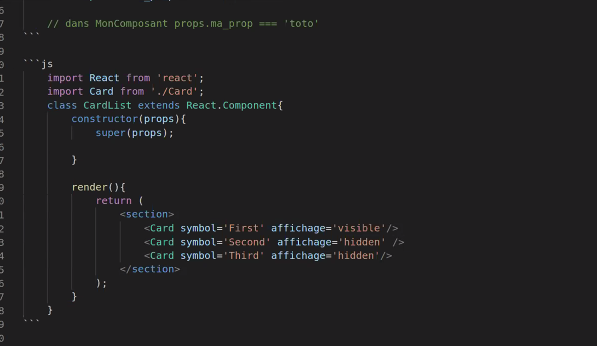 // dans MonComposant props.ma_prop === 'toto'
```
```js
import React from 'react';
import Card from './Card';
class CardList extends React.Component{
constructor(props){
super(props);
}
render(){
return (
<section>
<Card symbol='First' affichage='visible'/>
<Card symbol='Second' affichage='hidden' />
<Card symbol='Third' affichage='hidden'/>
</section>
);
}
}
```